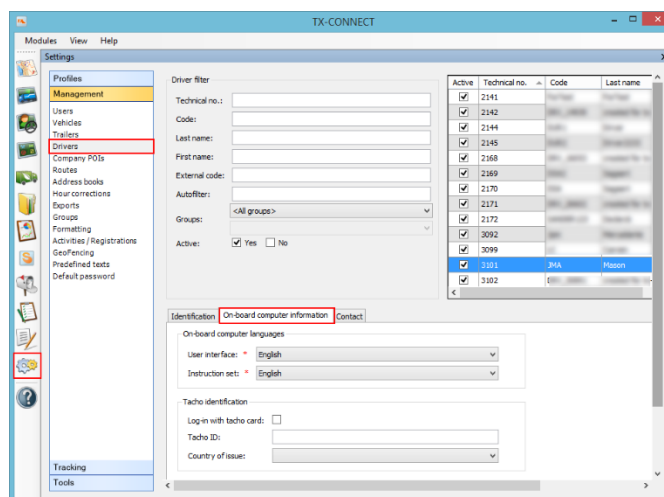 TX-CONNECT
Modules View Help
Settings
Profiles
Management
Users
Vehicles
Trailers
Drivers
Company POIs
Routes
Address books
Hour corrections
Exports
Groups
Formatting
Activities / Registrations
GeoFencing
Predefined texts
Default password
Tracking
Tools
Driver filter
Technical no.:
Code:
Last name:
First name:
External code:
Autofilter:
Groups: <All groups>
Active: Yes No
Active Technical no. Code Last name
2141
2142
2144
2145
2168
2169
2170
2171
2172
3092
3099
3101 JMA Mason
3102
Identification On-board computer information Contact
On-board computer languages
User interface: * English
Instruction set: * English
Tacho identification
Log-in with tacho card:
Tacho ID:
Country of issue: